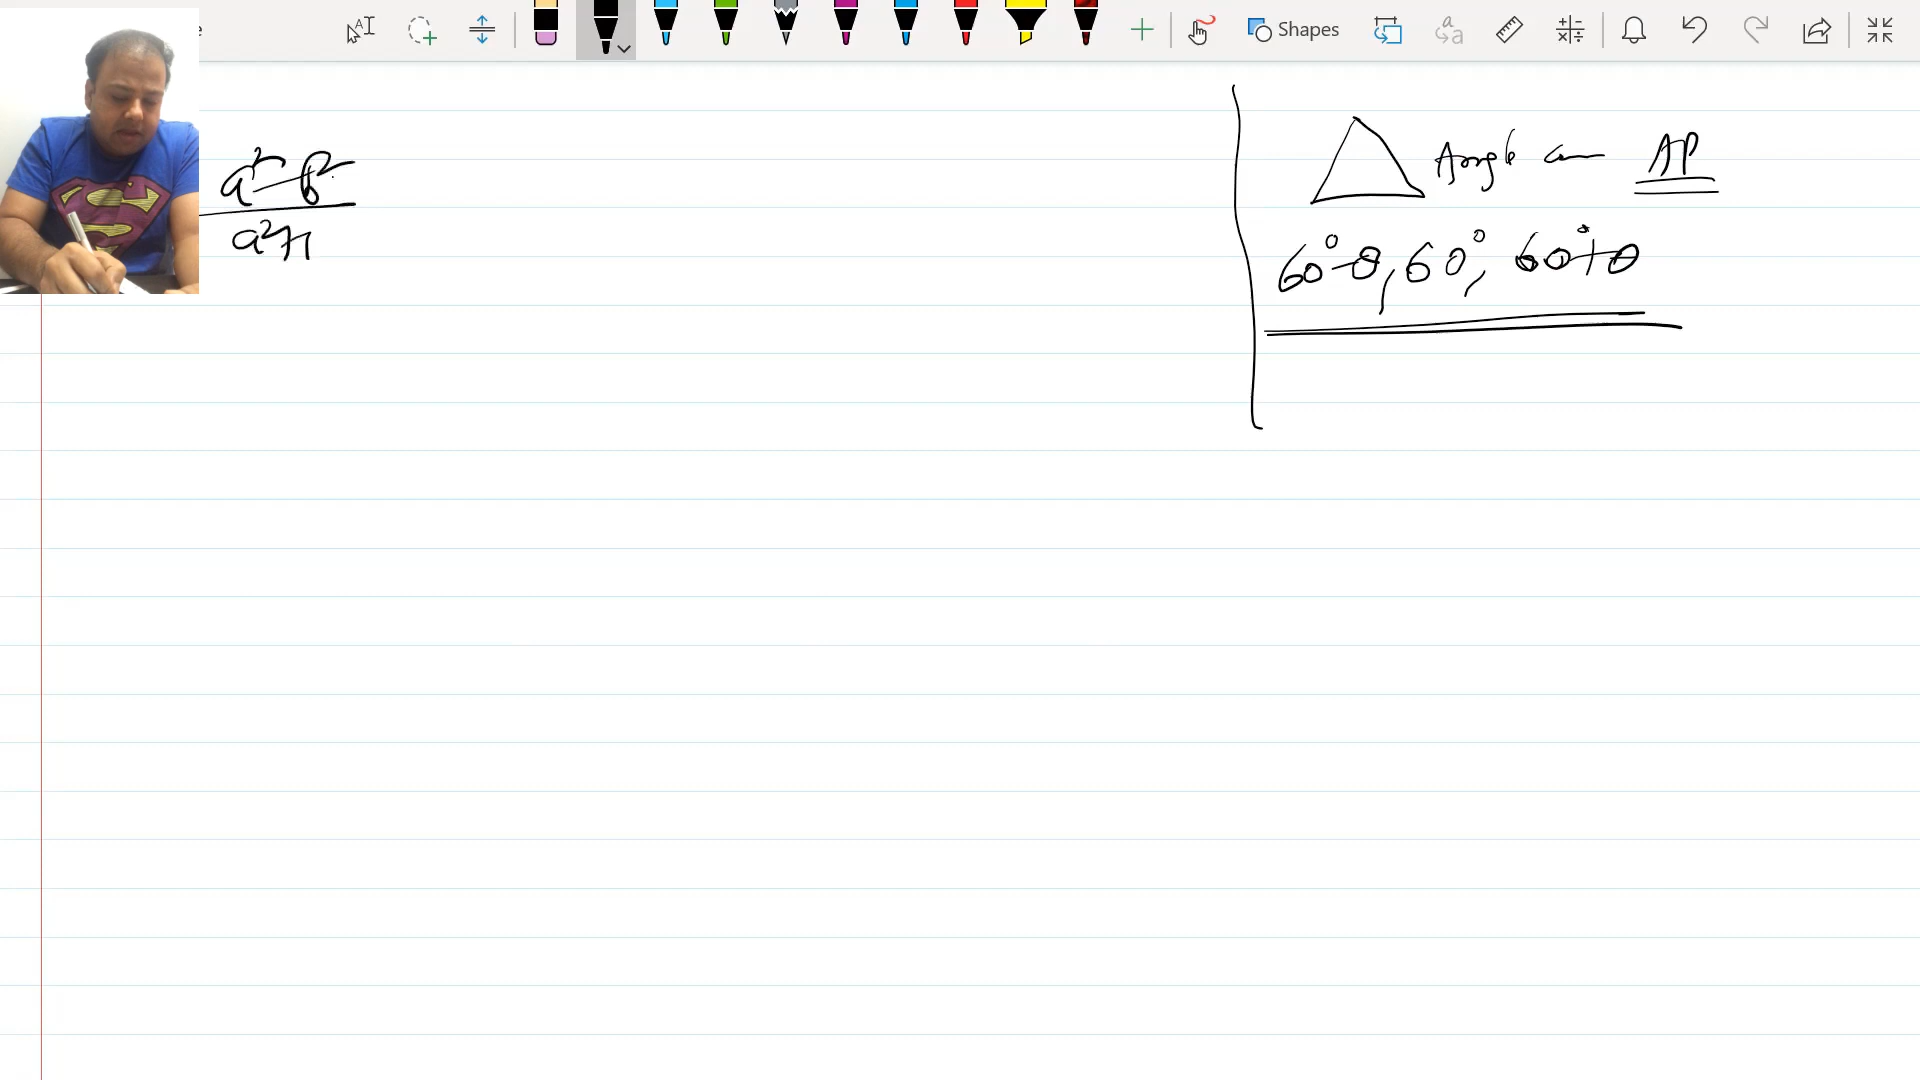 e
Shapes
a² - b²
a² + 1
Angle are AP
60° - θ, 60°, 60° + θ